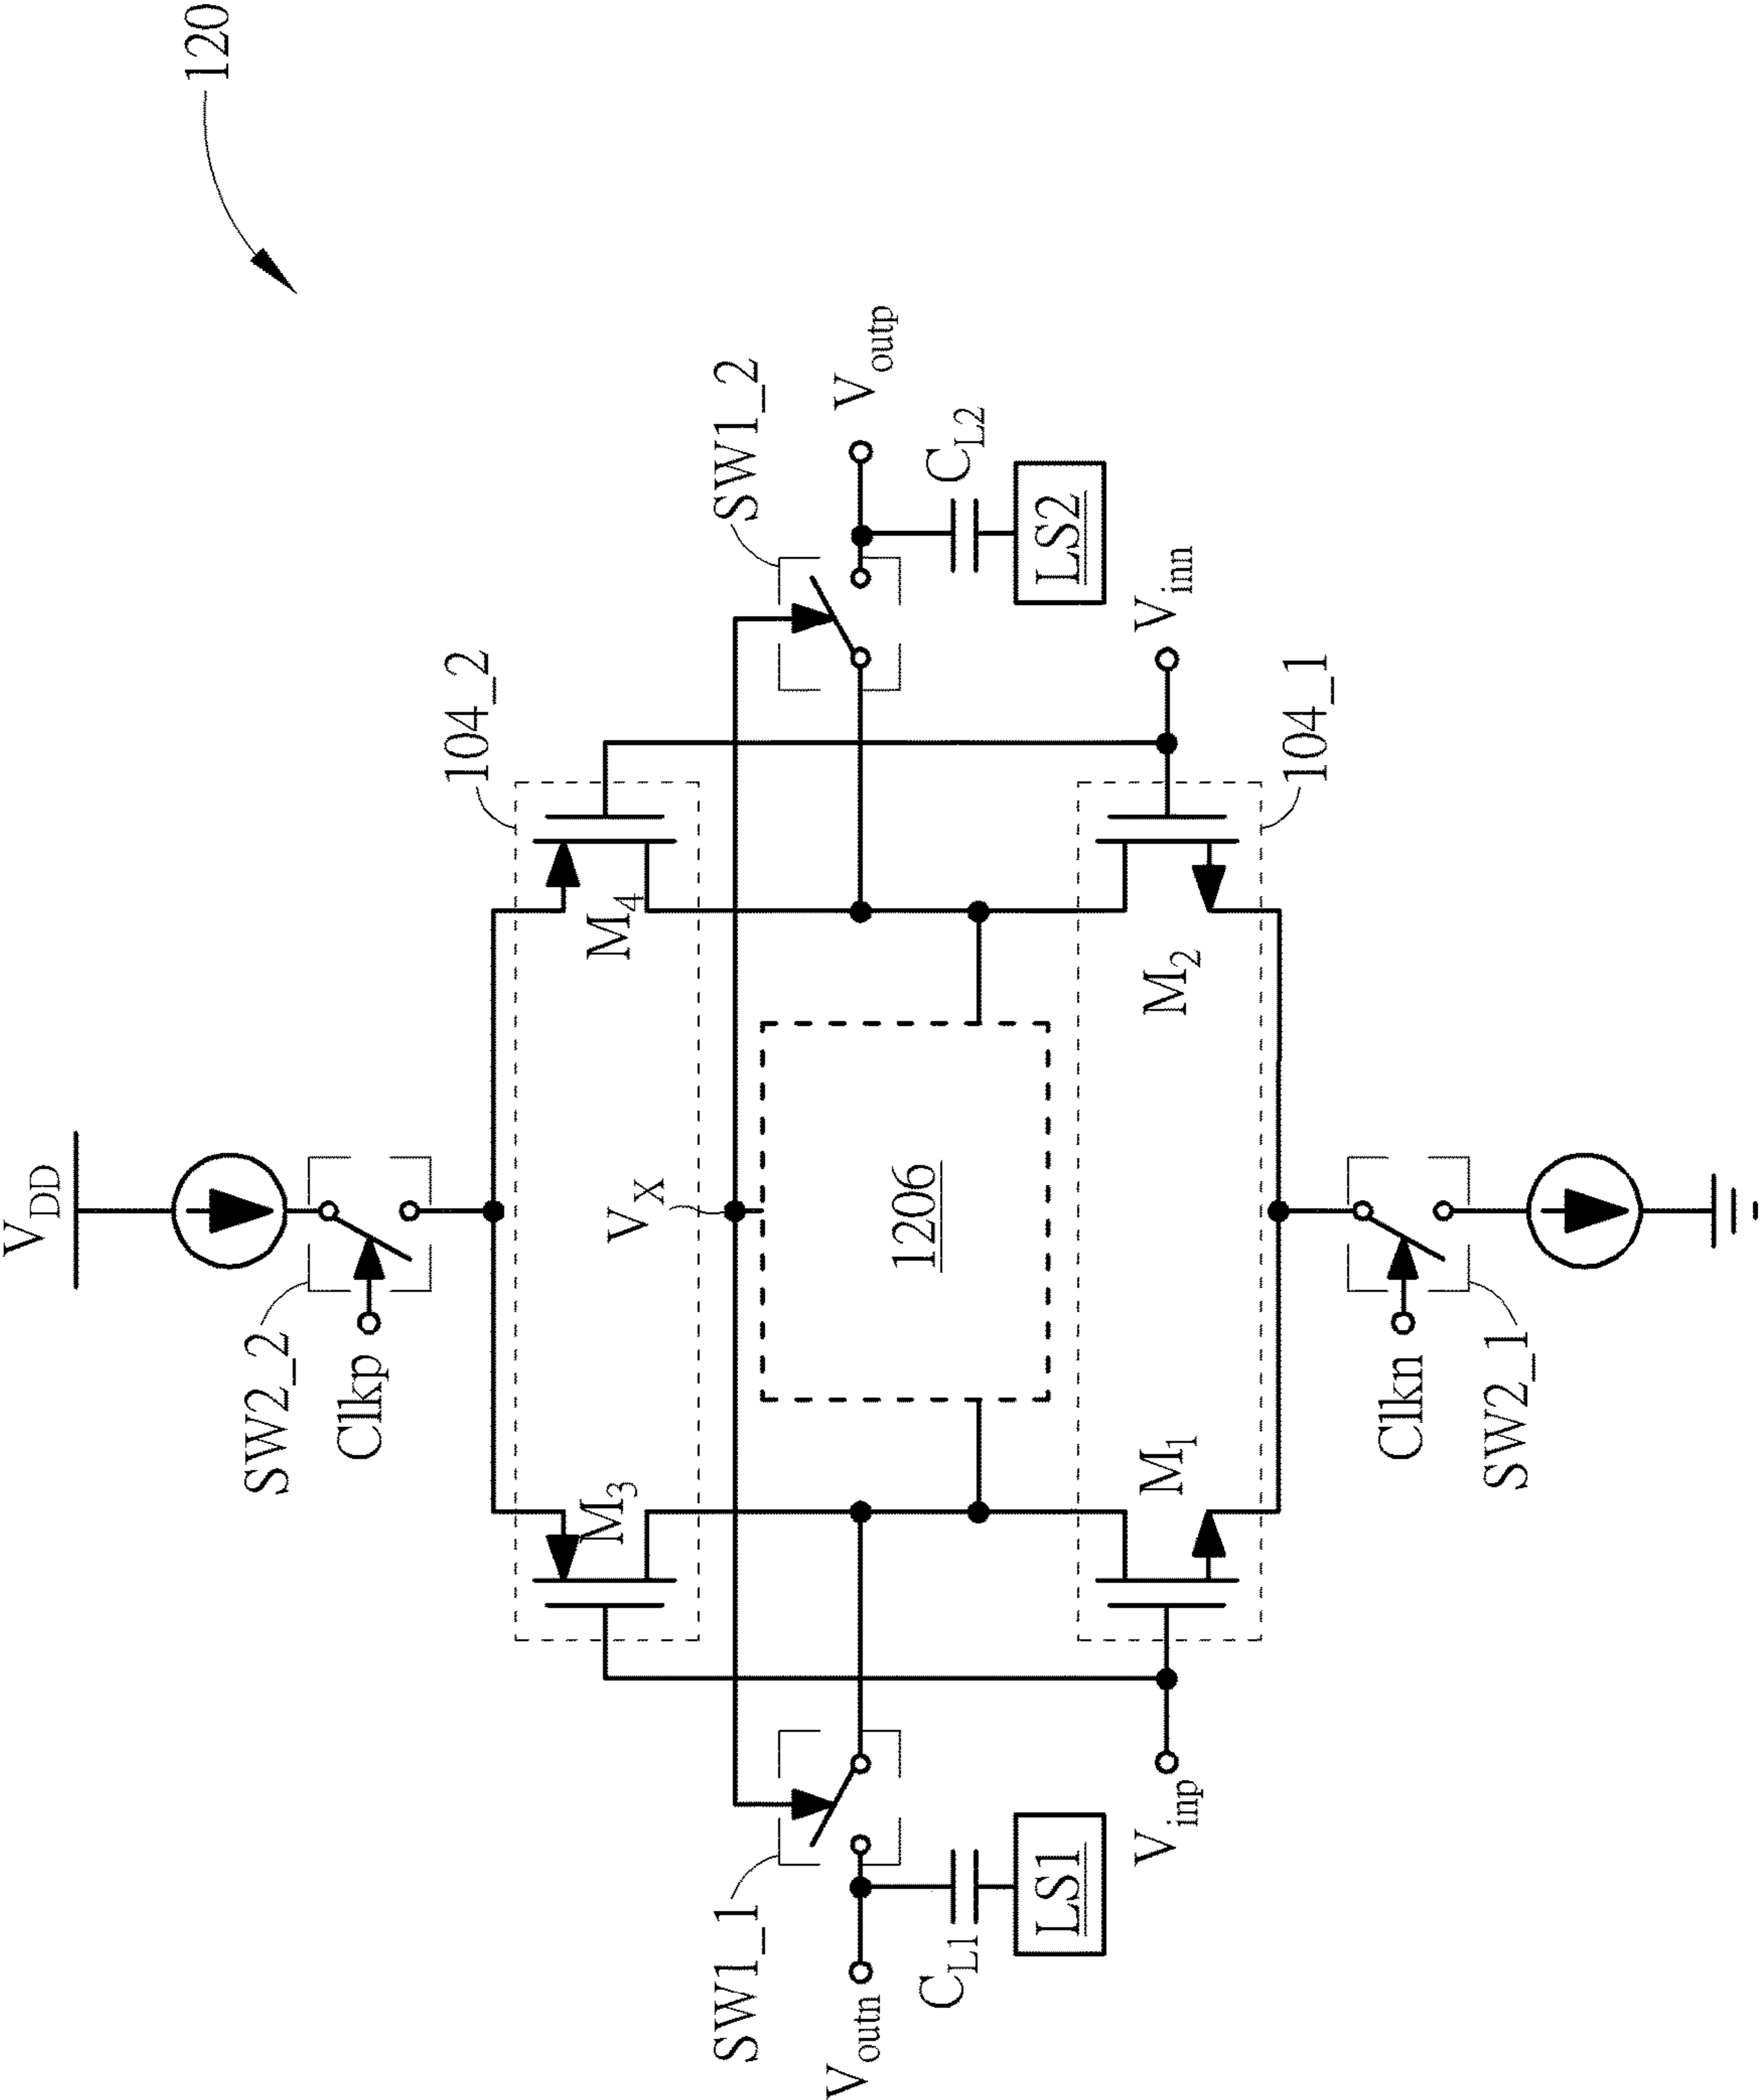 120
V_DD
SW2_2
Clkp
104_2
M_3
M_4
V_X
SW1_1
SW1_2
V_outn
V_outp
C_L1
C_L2
LS1
LS2
1206
V_inp
V_inn
M_1
M_2
104_1
Clkn
SW2_1